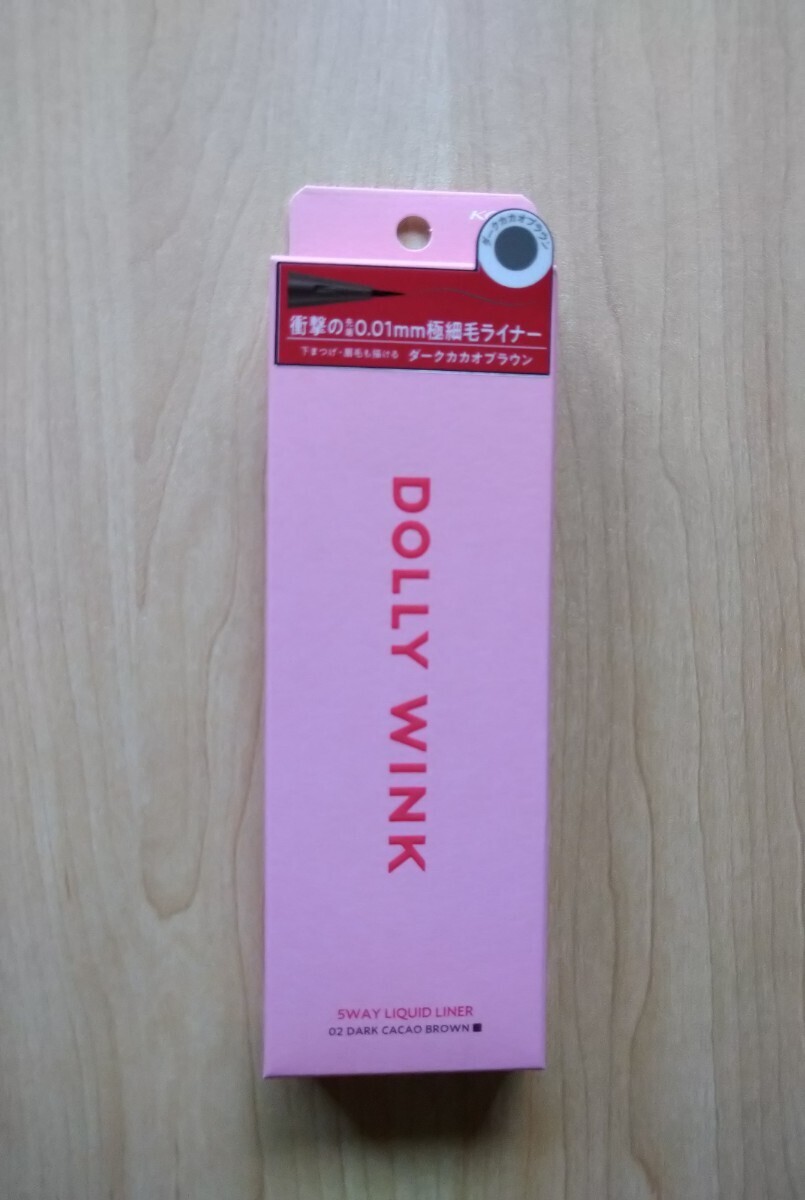 ダークカカオブラウン
衝撃の毛先0.01mm極細毛ライナー
下まつげ・眉毛も描ける ダークカカオブラウン
DOLLY WINK
5WAY LIQUID LINER
02 DARK CACAO BROWN